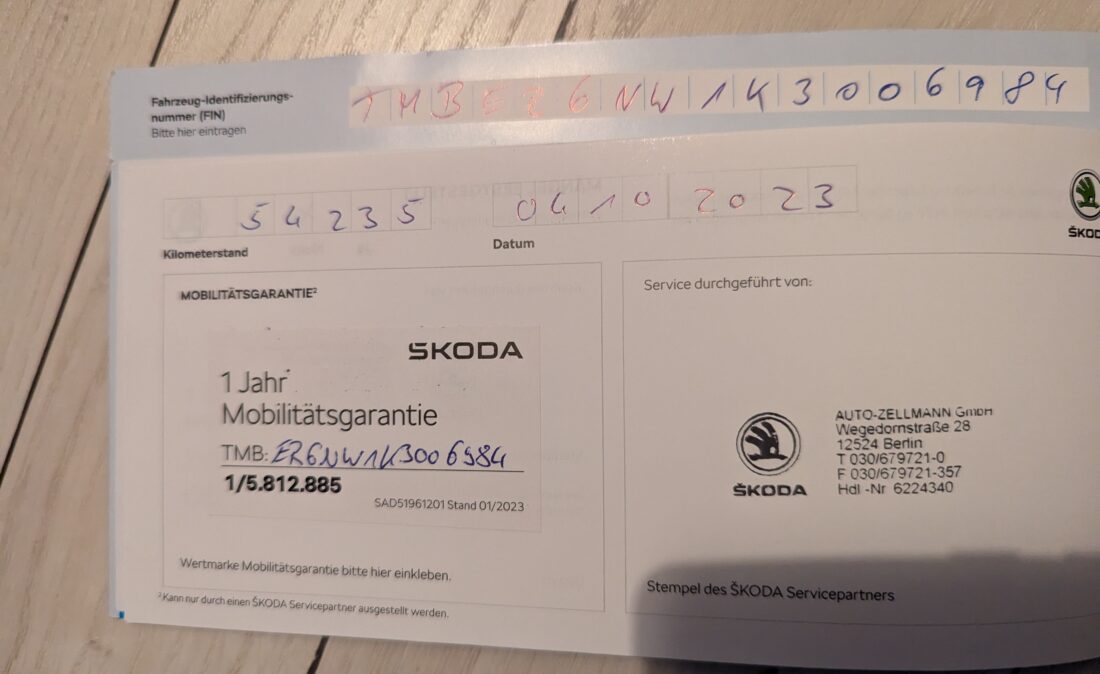 Fahrzeug-Identifizierungs-
nummer (FIN)
Bitte hier eintragen
TMBER6NW1K3006984
54235
04 10 2023
Kilometerstand
Datum
ŠKOD
MOBILITÄTSGARANTIE²
ŠKODA
1 Jahr
Mobilitätsgarantie
TMB: ER6NW1K3006984
1/5.812.885
SAD51961201 Stand 01/2023
Wertmarke Mobilitätsgarantie bitte hier einkleben.
²Kann nur durch einen ŠKODA Servicepartner ausgestellt werden.
Service durchgeführt von:
ŠKODA
AUTO-ZELLMANN GmbH
Wegedornstraße 28
12524 Berlin
T 030/679721-0
F 030/679721-357
Hdl -Nr 6224340
Stempel des ŠKODA Servicepartners